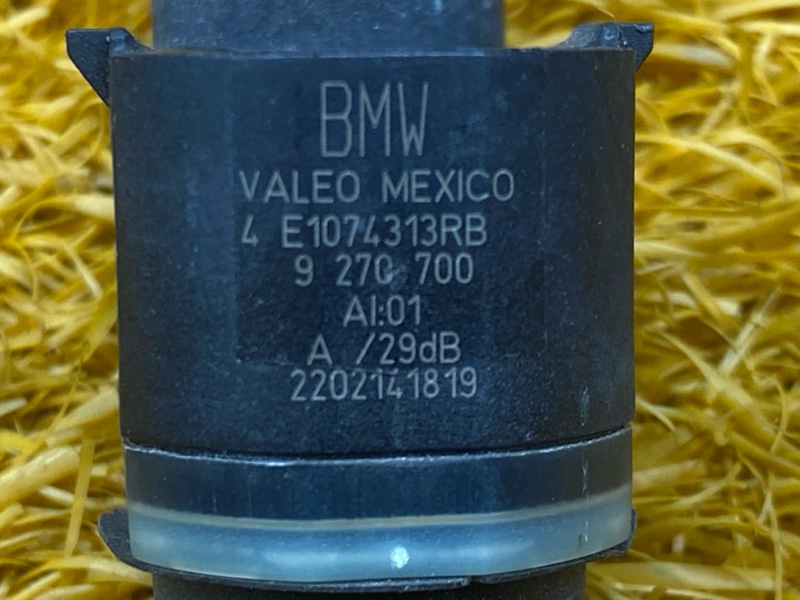 BMW
VALEO MEXICO
4 E1074313RB
9 270 700
AI:01
A /29dB
2202141819